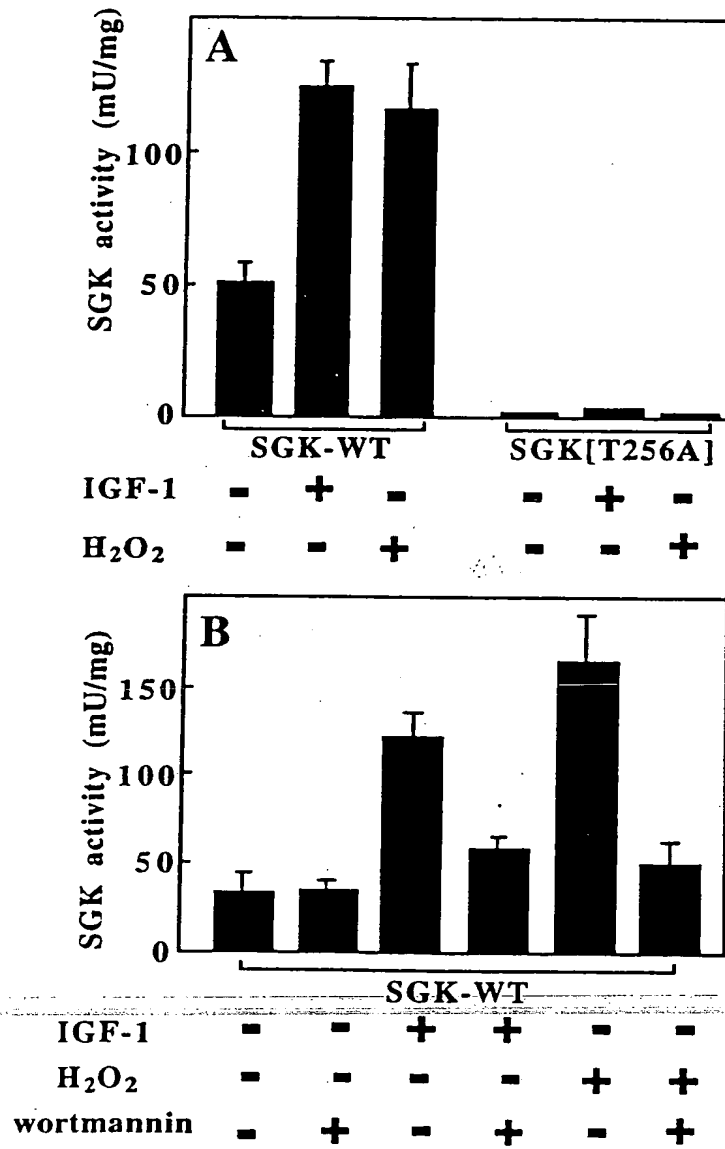 A
SGK activity (mU/mg)
100
50
0
SGK-WT SGK[T256A]
IGF-1 - + - - + -
H₂O₂ - - + - - +
B
SGK activity (mU/mg)
150
100
50
0
SGK-WT
IGF-1 - - + + - -
H₂O₂ - - - - + +
wortmannin - + - + - +